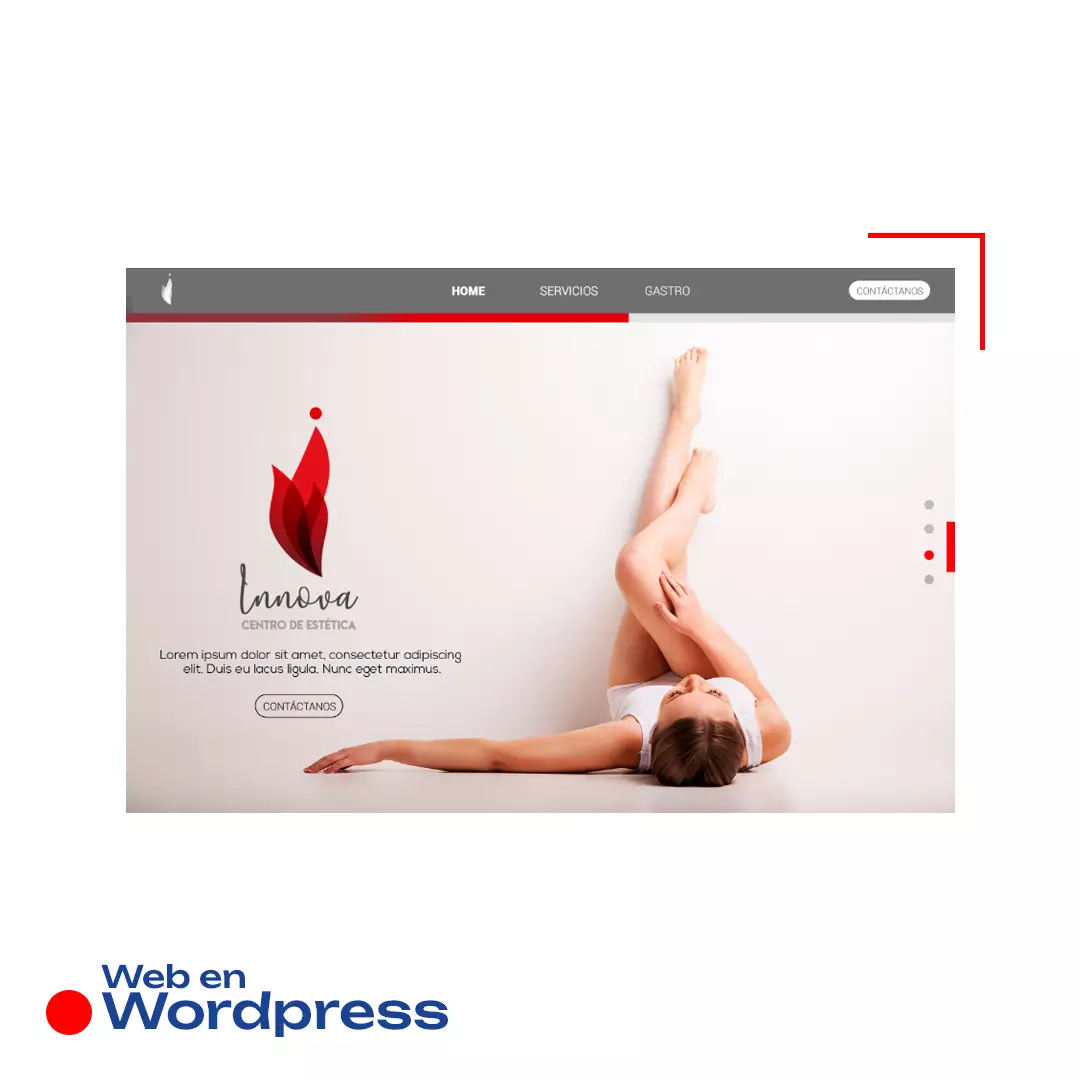 HOME SERVICIOS GASTRO CONTÁCTANOS
Innova
CENTRO DE ESTÉTICA
Lorem ipsum dolor sit amet, consectetur adipiscing
elit. Duis eu lacus ligula. Nunc eget maximus.
CONTÁCTANOS
Web en
Wordpress